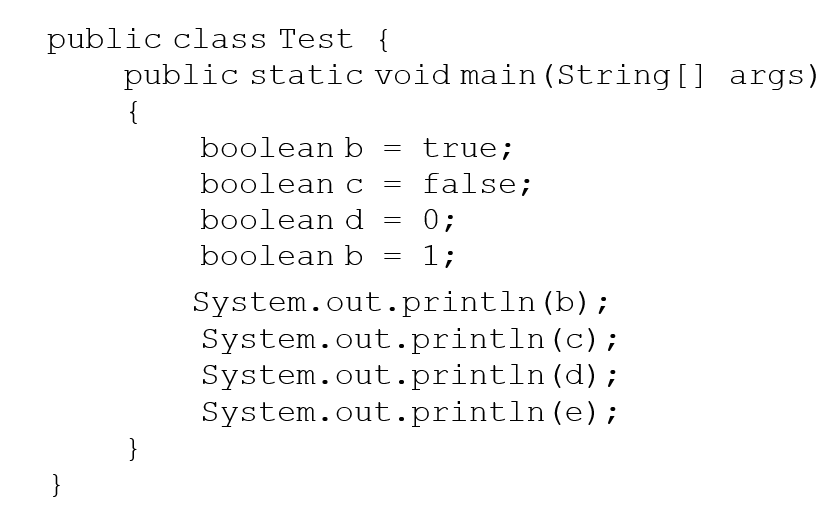 public class Test {
public static void main(String[] args)
{
boolean b = true;
boolean c = false;
boolean d = 0;
boolean b = 1;
System.out.println(b);
System.out.println(c);
System.out.println(d);
System.out.println(e);
}
}